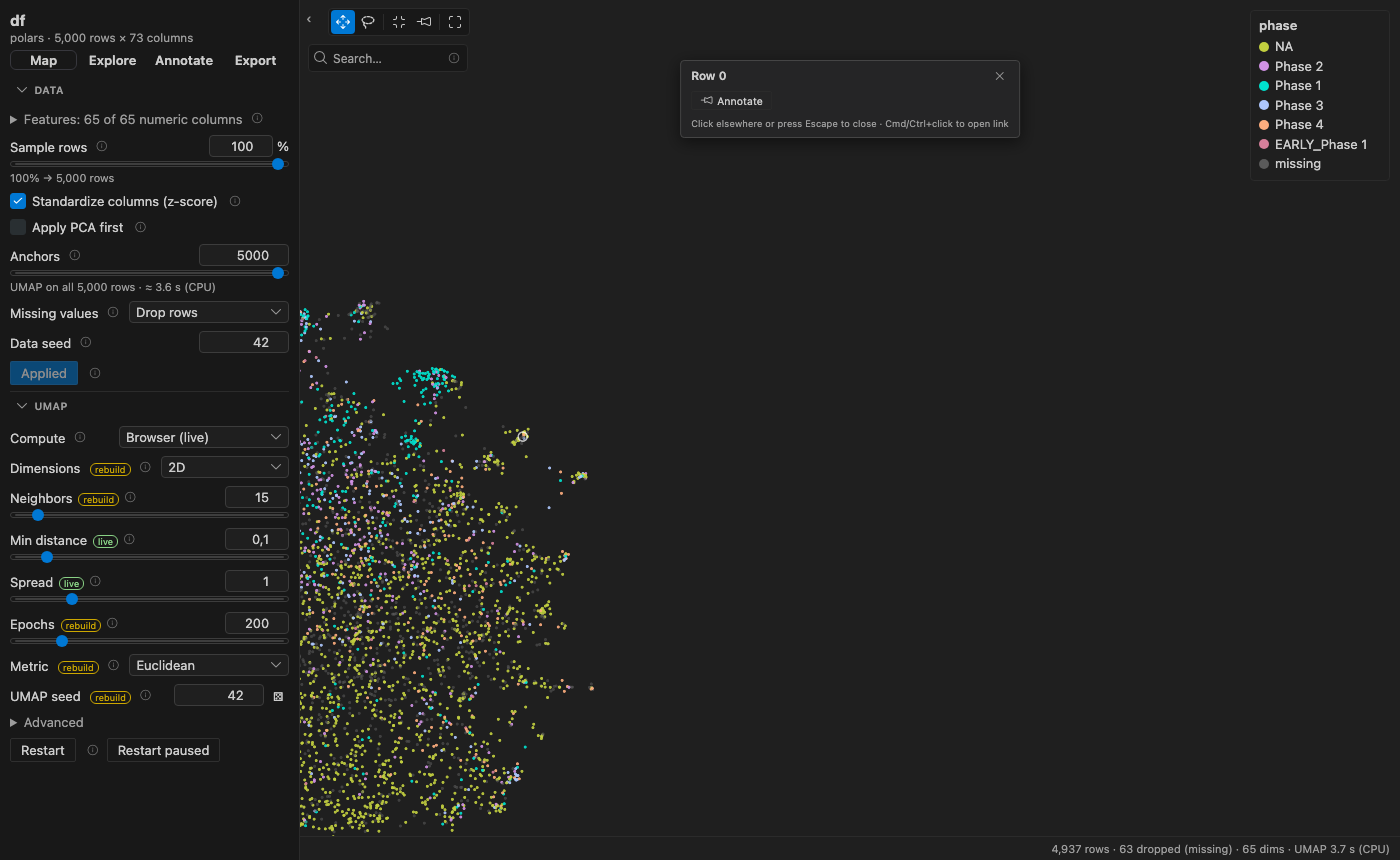 df
polars · 5,000 rows × 73 columns
Map Explore Annotate Export
DATA
Features: 65 of 65 numeric columns
Sample rows 100 %
100% → 5,000 rows
Standardize columns (z-score)
Apply PCA first
Anchors 5000
UMAP on all 5,000 rows · ≈ 3.6 s (CPU)
Missing values Drop rows
Data seed 42
Applied
UMAP
Compute Browser (live)
Dimensions rebuild 2D
Neighbors rebuild 15
Min distance live 0,1
Spread live 1
Epochs rebuild 200
Metric rebuild Euclidean
UMAP seed rebuild 42
Advanced
Restart Restart paused
Search...
Row 0
Annotate
Click elsewhere or press Escape to close · Cmd/Ctrl+click to open link
phase
NA
Phase 2
Phase 1
Phase 3
Phase 4
EARLY_Phase 1
missing
4,937 rows · 63 dropped (missing) · 65 dims · UMAP 3.7 s (CPU)